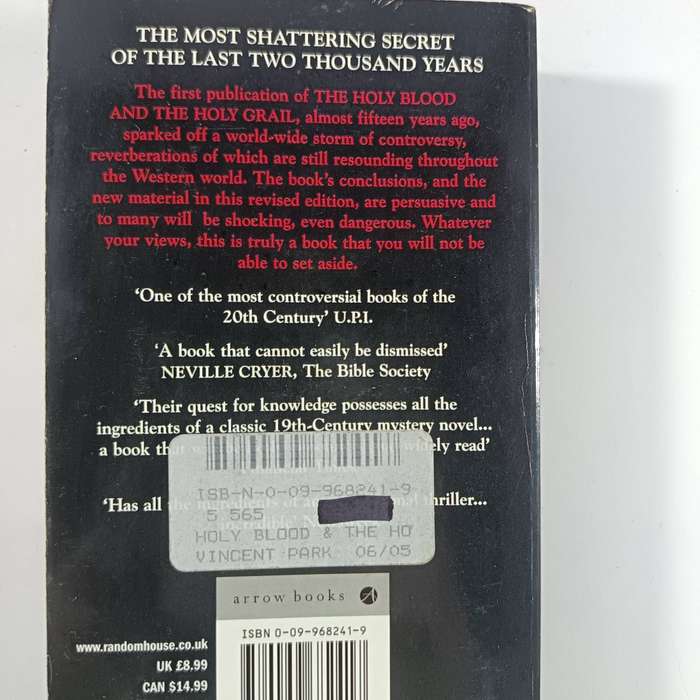 THE MOST SHATTERING SECRET
OF THE LAST TWO THOUSAND YEARS
The first publication of THE HOLY BLOOD
AND THE HOLY GRAIL, almost fifteen years ago,
sparked off a world-wide storm of controversy,
reverberations of which are still resounding throughout
the Western world. The book's conclusions, and the
new material in this revised edition, are persuasive and
to many will be shocking, even dangerous. Whatever
your views, this is truly a book that you will not be
able to set aside.
‘One of the most controversial books of the
20th Century’ U.P.I.
‘A book that cannot easily be dismissed’
NEVILLE CRYER, The Bible Society
‘Their quest for knowledge possesses all the
ingredients of a classic 19th-Century mystery novel...
a book widely read’
ISB-N-0-09-968241-9
‘Has all thriller...
5 565
HOLY BLOOD & THE HO
VINCENT PARK 06/05
arrow books
ISBN 0-09-968241-9
www.randomhouse.co.uk
UK £8.99
CAN $14.99